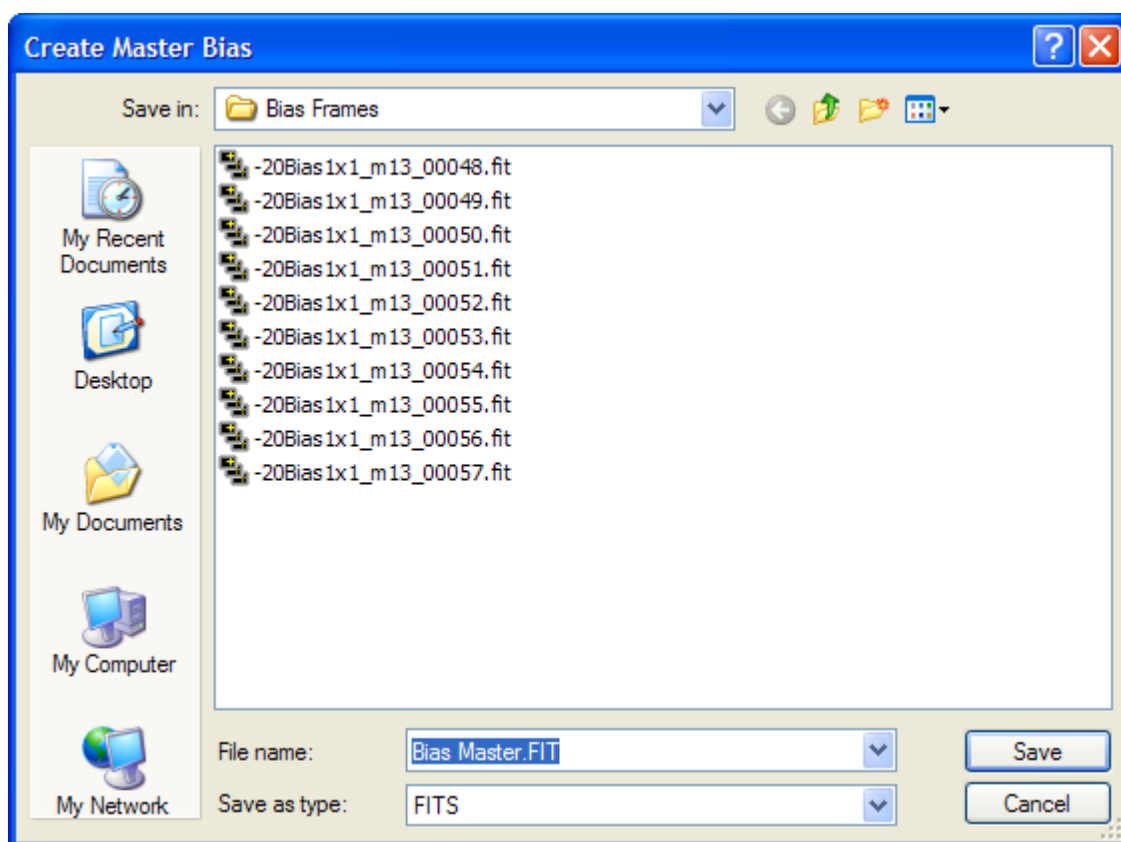 Create Master Bias
Save in: Bias Frames
-20Bias1x1_m13_00048.fit
-20Bias1x1_m13_00049.fit
-20Bias1x1_m13_00050.fit
-20Bias1x1_m13_00051.fit
-20Bias1x1_m13_00052.fit
-20Bias1x1_m13_00053.fit
-20Bias1x1_m13_00054.fit
-20Bias1x1_m13_00055.fit
-20Bias1x1_m13_00056.fit
-20Bias1x1_m13_00057.fit
My Recent
Documents
Desktop
My Documents
My Computer
My Network
File name: Bias Master.FIT Save
Save as type: FITS Cancel